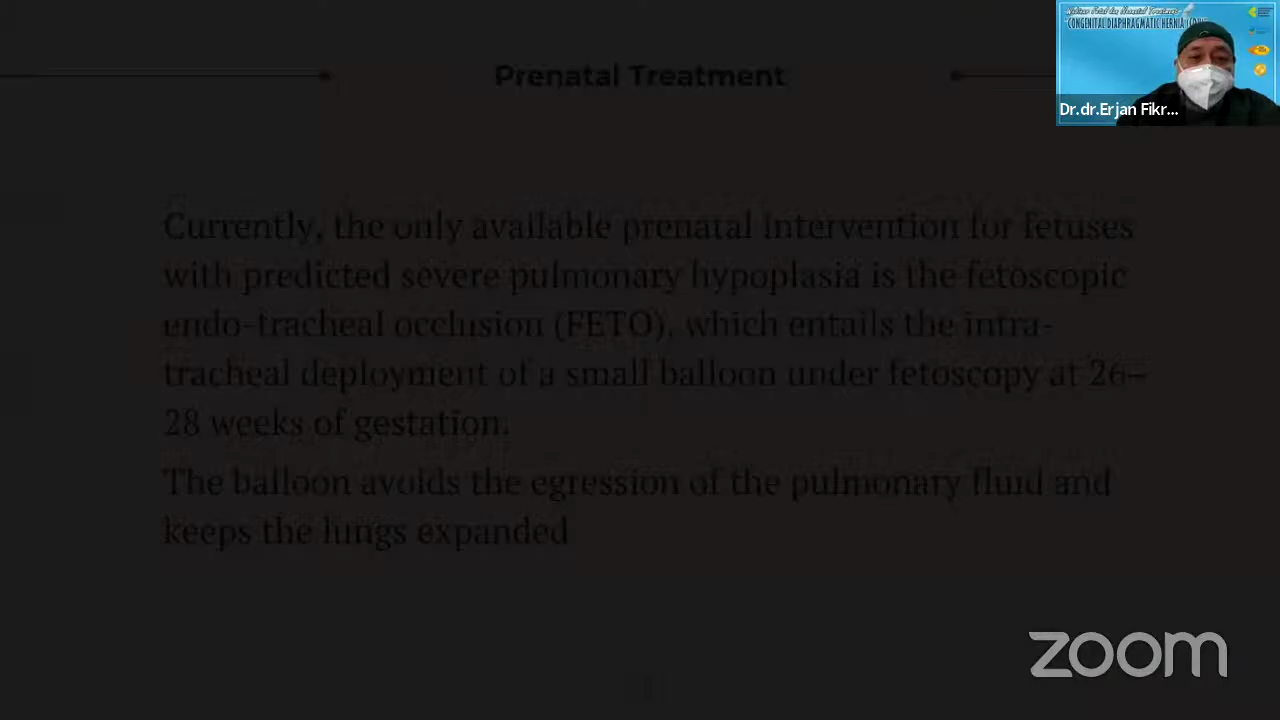 Prenatal Treatment
Currently, the only available prenatal intervention for fetuses
with predicted severe pulmonary hypoplasia is the fetoscopic
endo-tracheal occlusion (FETO), which entails the intra-
tracheal deployment of a small balloon under fetoscopy at 26–
28 weeks of gestation.
The balloon avoids the egression of the pulmonary fluid and
keeps the lungs expanded
CONGENITAL DIAPHRAGMATIC HERNIA
Dr.dr.Erjan Fikr...
zoom